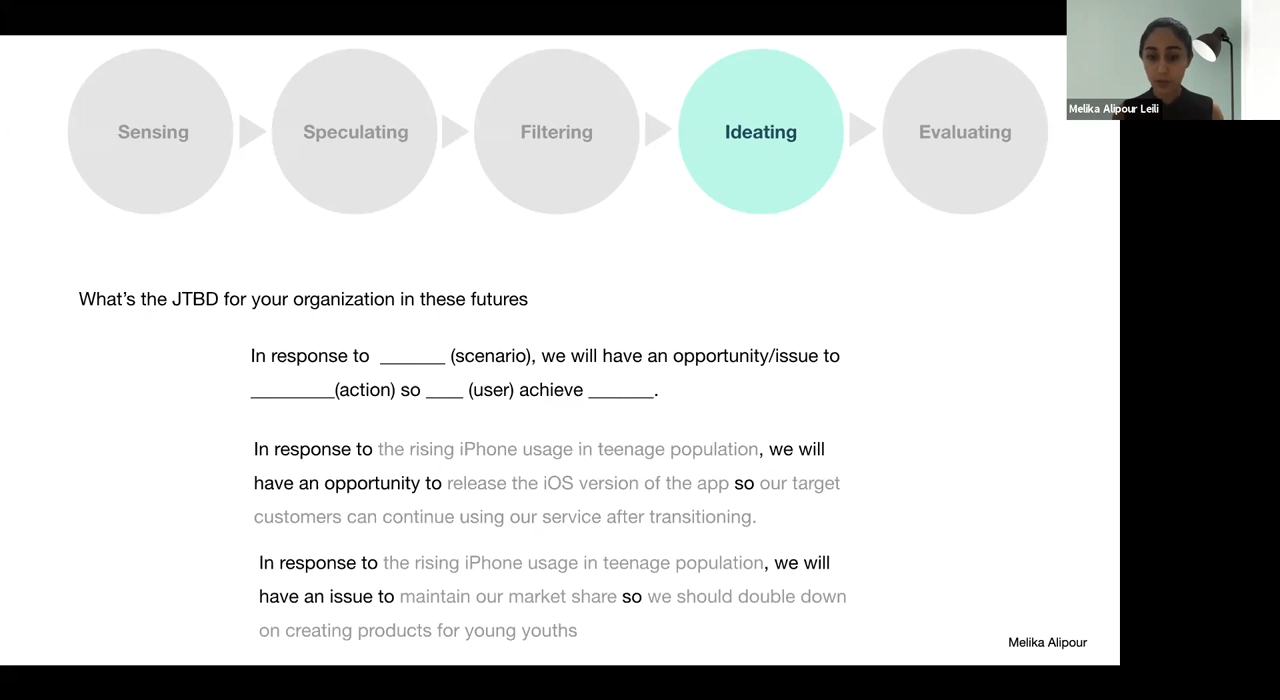 Sensing
Speculating
Filtering
Ideating
Evaluating
Melika Alipour Leili
What's the JTBD for your organization in these futures
In response to _______ (scenario), we will have an opportunity/issue to
_________(action) so ____ (user) achieve _______.
In response to the rising iPhone usage in teenage population, we will
have an opportunity to release the iOS version of the app so our target
customers can continue using our service after transitioning.
In response to the rising iPhone usage in teenage population, we will
have an issue to maintain our market share so we should double down
on creating products for young youths
Melika Alipour